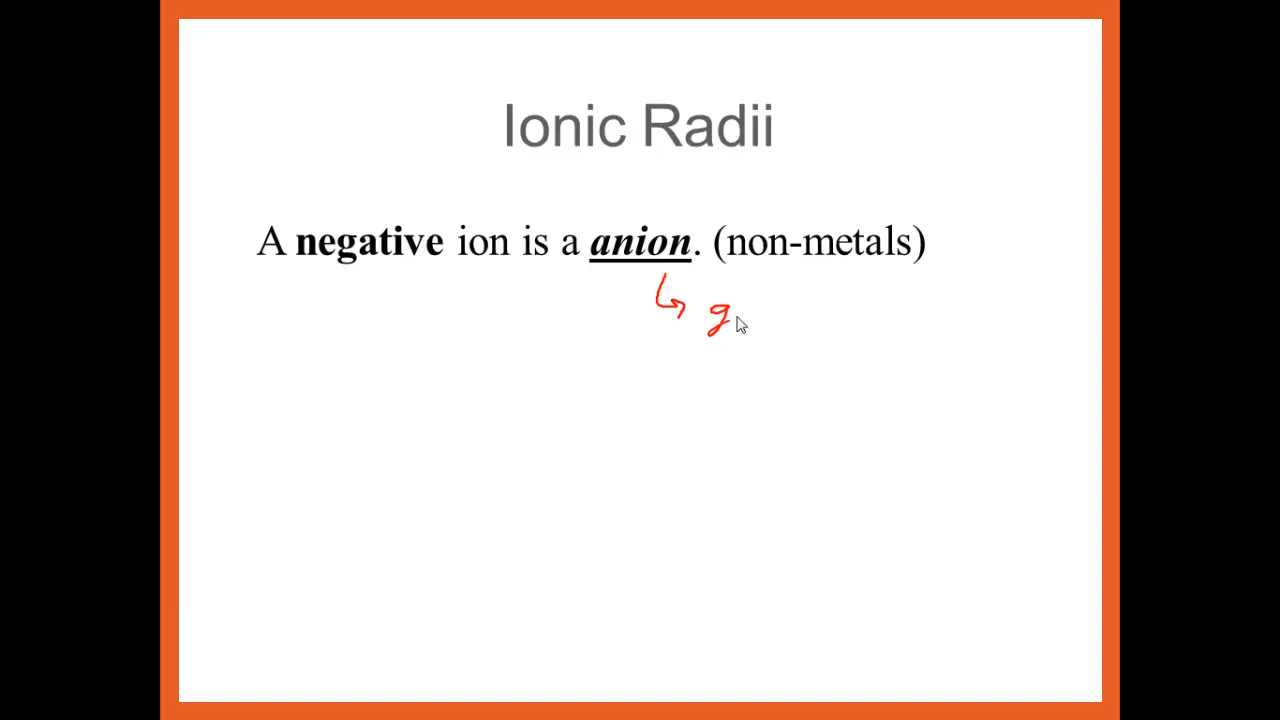 Ionic Radii
A negative ion is a anion. (non-metals)
g